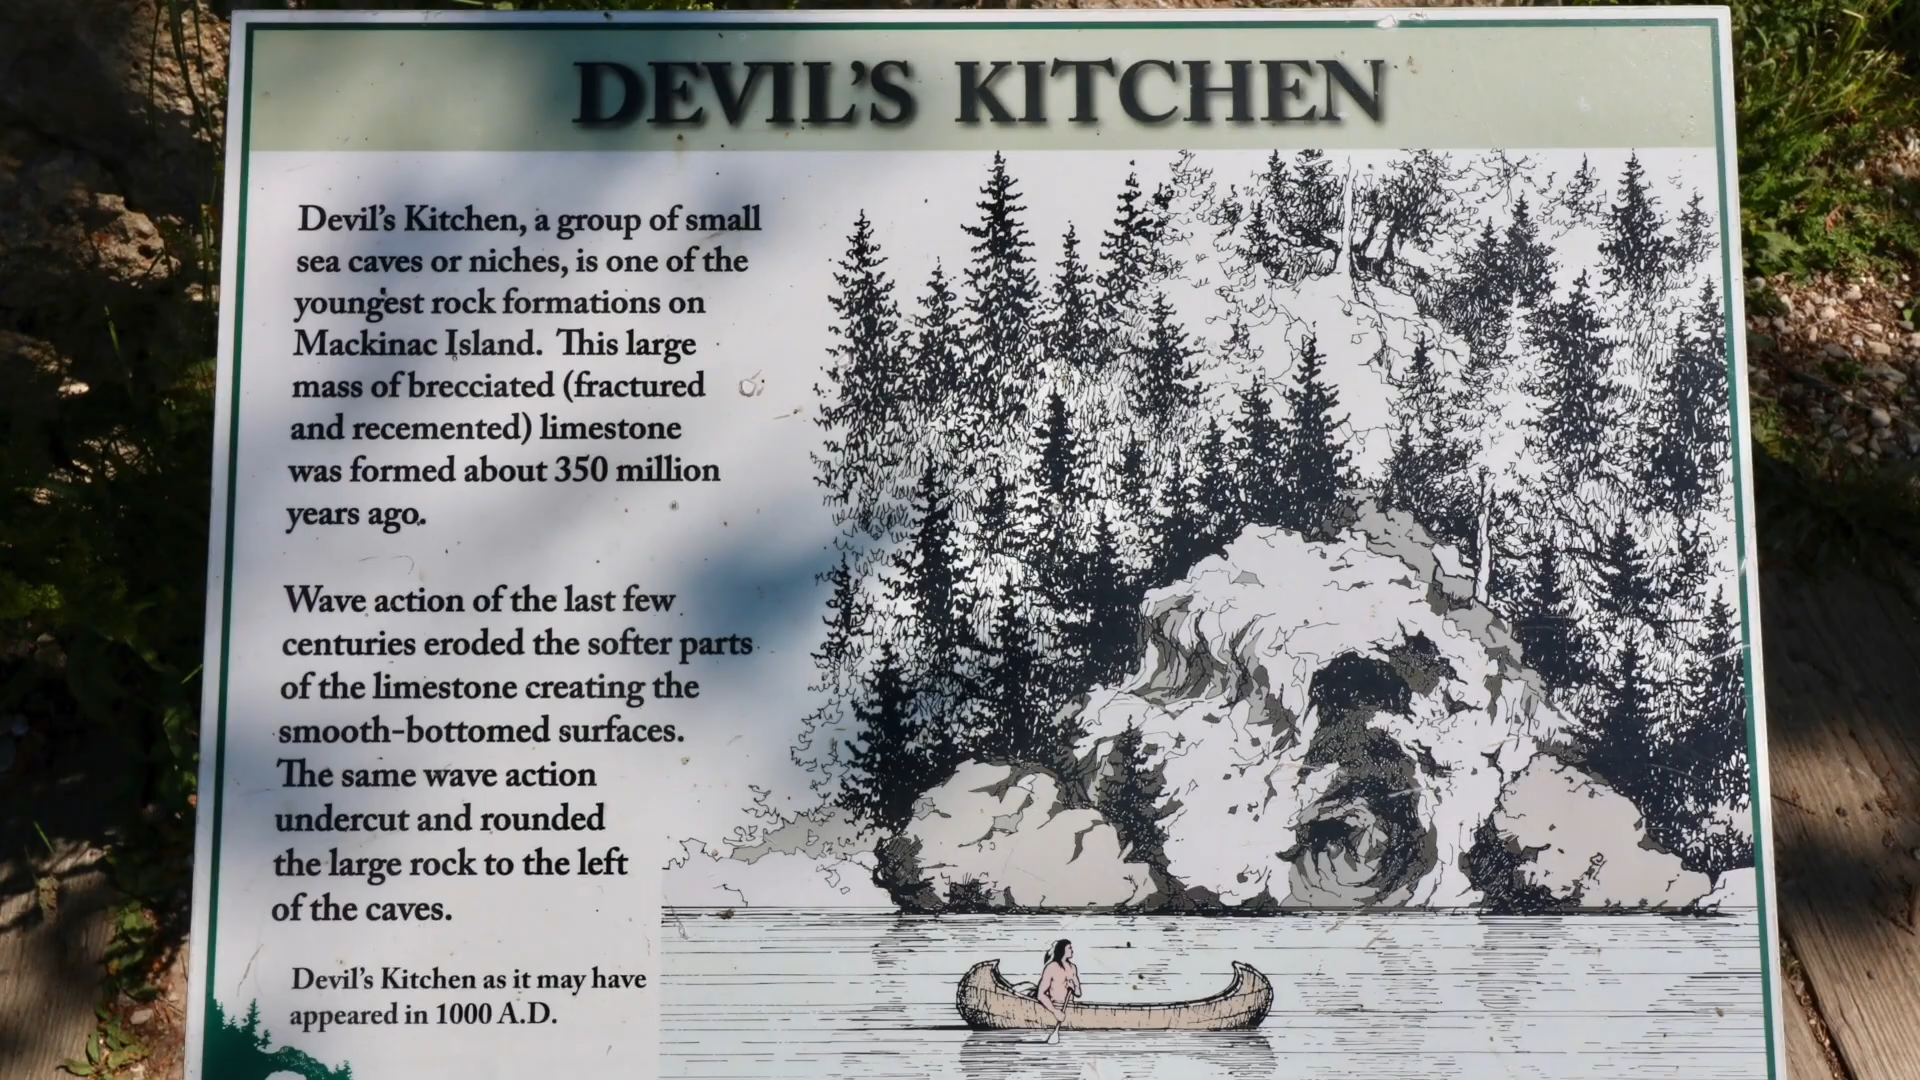 DEVIL'S KITCHEN
Devil's Kitchen, a group of small
sea caves or niches, is one of the
youngest rock formations on
Mackinac Island. This large
mass of brecciated (fractured
and recemented) limestone
was formed about 350 million
years ago.
Wave action of the last few
centuries eroded the softer parts
of the limestone creating the
smooth-bottomed surfaces.
The same wave action
undercut and rounded
the large rock to the left
of the caves.
Devil's Kitchen as it may have
appeared in 1000 A.D.